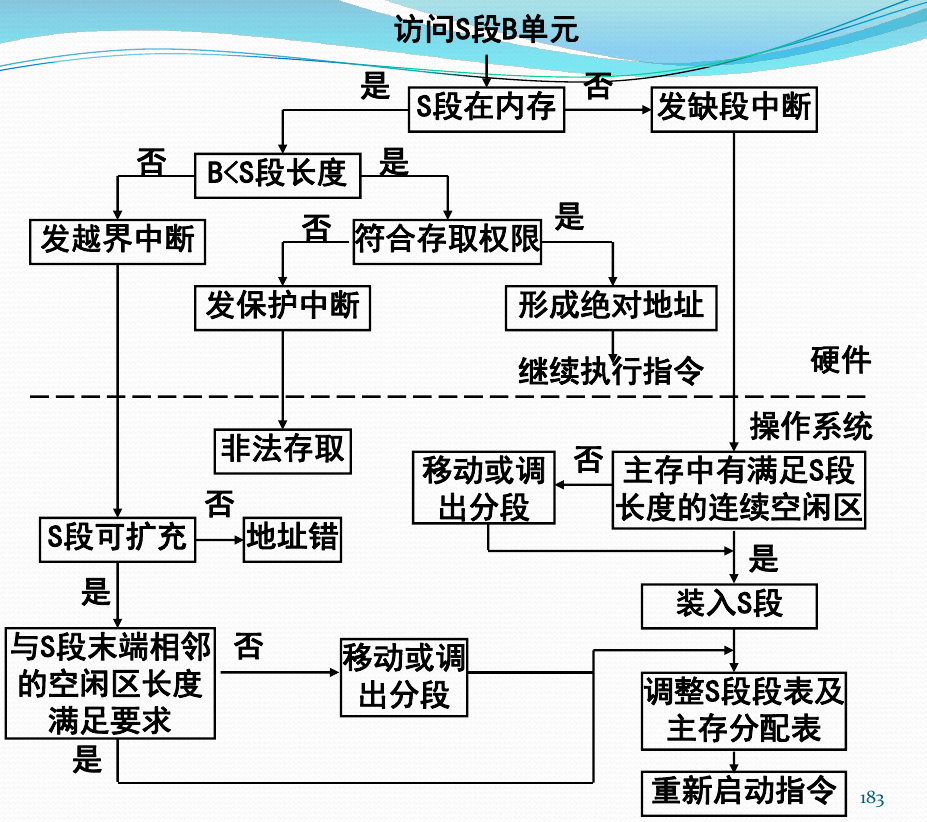 访问S段B单元
是
否
S段在内存
发缺段中断
否
B<S段长度
是
发越界中断
否
符合存取权限
是
发保护中断
形成绝对地址
继续执行指令
硬件
操作系统
非法存取
移动或调
出分段
否
主存中有满足S段
长度的连续空闲区
S段可扩充
否
地址错
是
是
装入S段
与S段末端相邻
的空闲区长度
满足要求
否
移动或调
出分段
调整S段段表及
主存分配表
是
重新启动指令
183